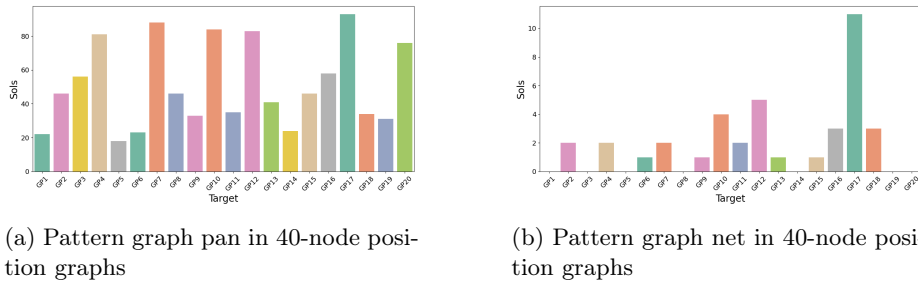 80
60
40
20
0
Sols
GP1 GP2 GP3 GP4 GP5 GP6 GP7 GP8 GP9 GP10 GP11 GP12 GP13 GP14 GP15 GP16 GP17 GP18 GP19 GP20
Target
(a) Pattern graph pan in 40-node posi-
tion graphs
10
8
6
4
2
0
Sols
GP1 GP2 GP3 GP4 GP5 GP6 GP7 GP8 GP9 GP10 GP11 GP12 GP13 GP14 GP15 GP16 GP17 GP18 GP19 GP20
Target
(b) Pattern graph net in 40-node posi
tion graphs